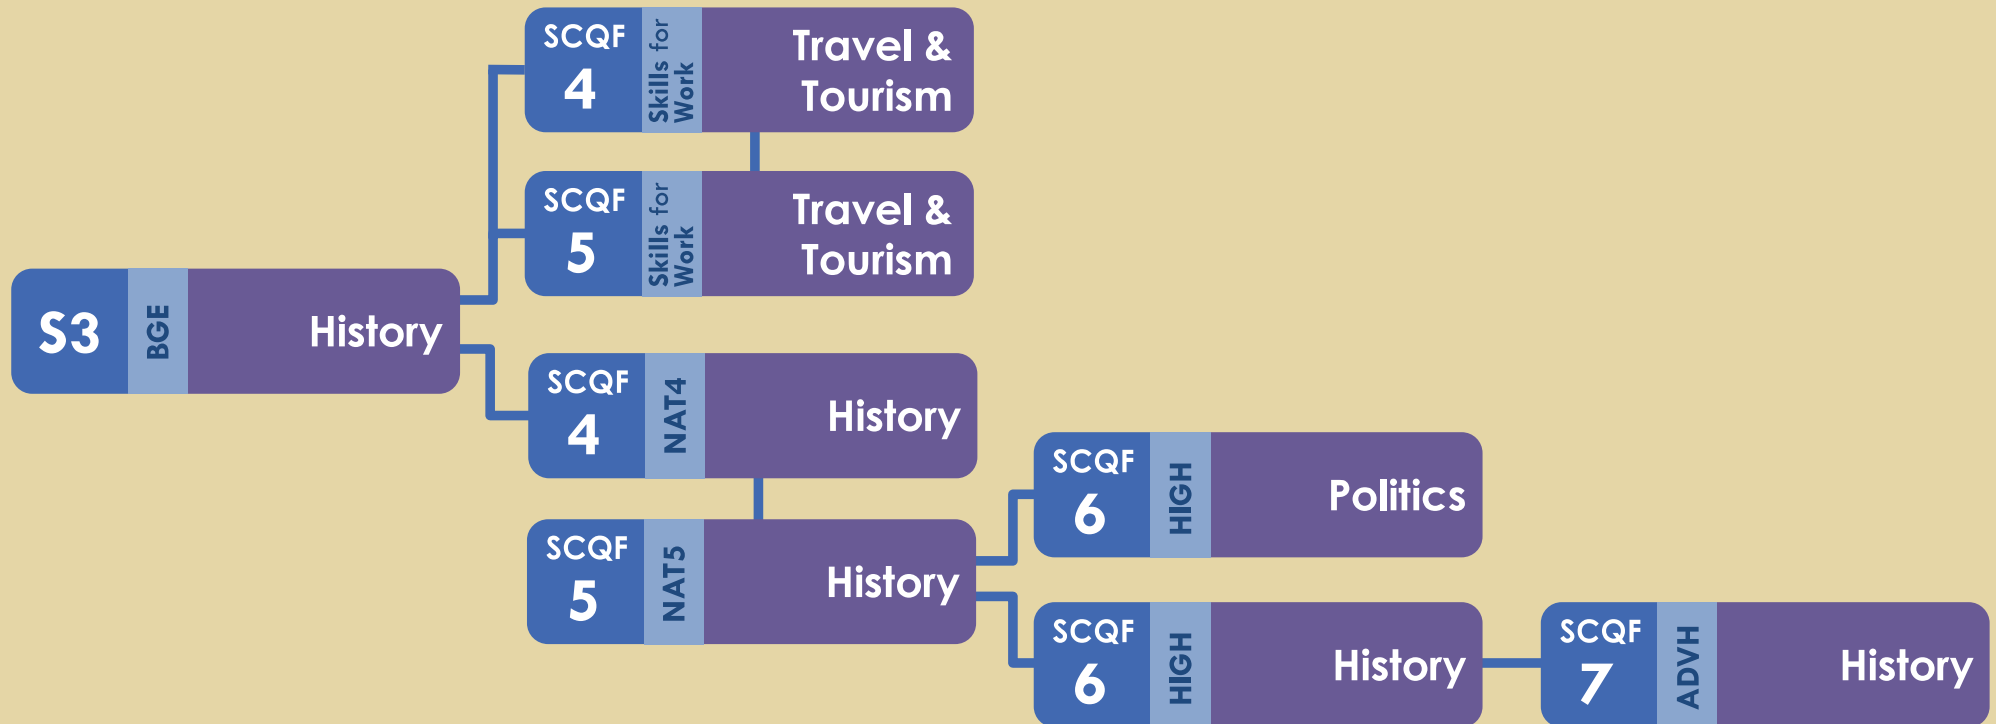 SCQF
4
Skills for
Work
Travel &
Tourism
SCQF
5
Skills for
Work
Travel &
Tourism
S3
BGE
History
SCQF
4
NAT4
History
SCQF
5
NAT5
History
SCQF
6
HIGH
Politics
SCQF
6
HIGH
History
SCQF
7
ADVH
History